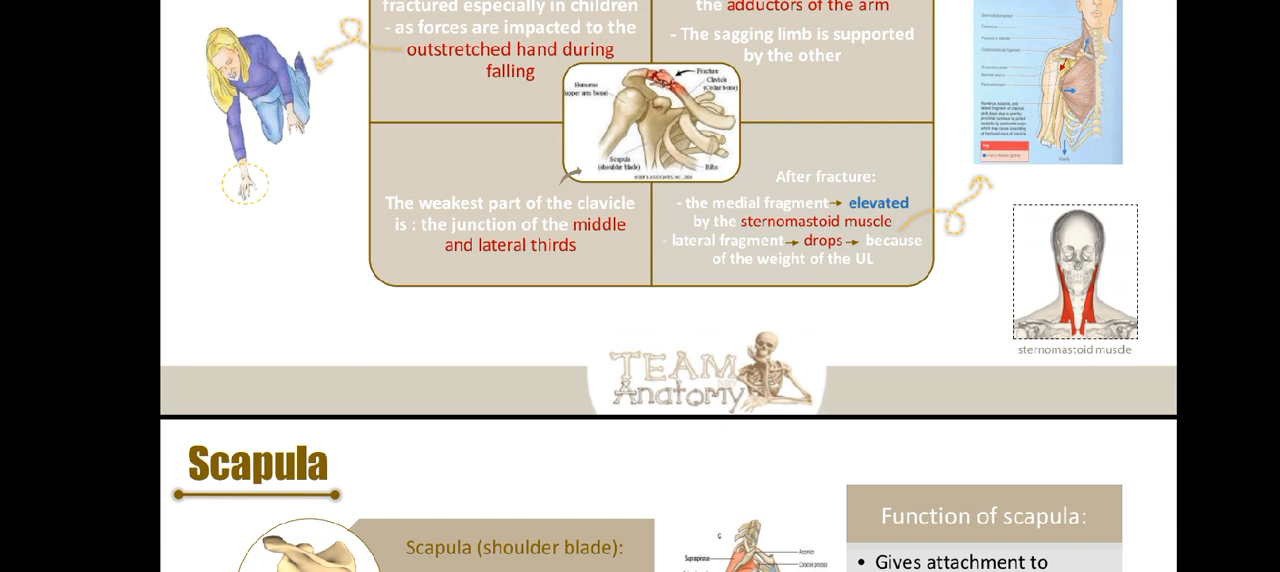 fractured especially in children
- as forces are impacted to the
outstretched hand during
falling
the adductors of the arm
- The sagging limb is supported
by the other
Fracture
Clavicle
(Collar bone)
Humerus
(upper arm bone)
Scapula
(shoulder blade)
Ribs
The weakest part of the clavicle
is : the junction of the middle
and lateral thirds
After fracture:
- the medial fragment→ elevated
by the sternomastoid muscle
- lateral fragment→ drops→ because
of the weight of the UL
sternomastoid muscle
TEAM
Anatomy
Scapula
Scapula (shoulder blade):
Supraspinatus
Acromion
Coracoid process
Function of scapula:
• Gives attachment to